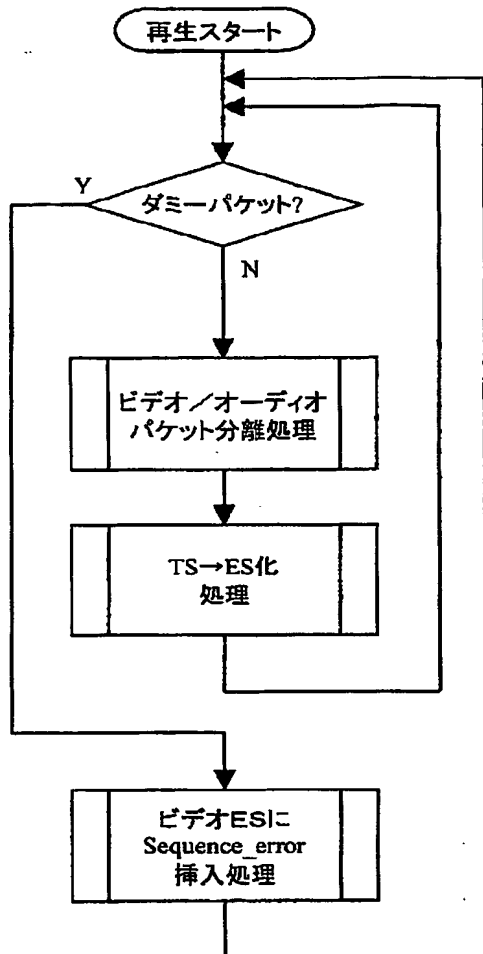 再生スタート
ダミーパケット?
Y
N
ビデオ/オーディオ
パケット分離処理
TS→ES化
処理
ビデオESに
Sequence_error
挿入処理